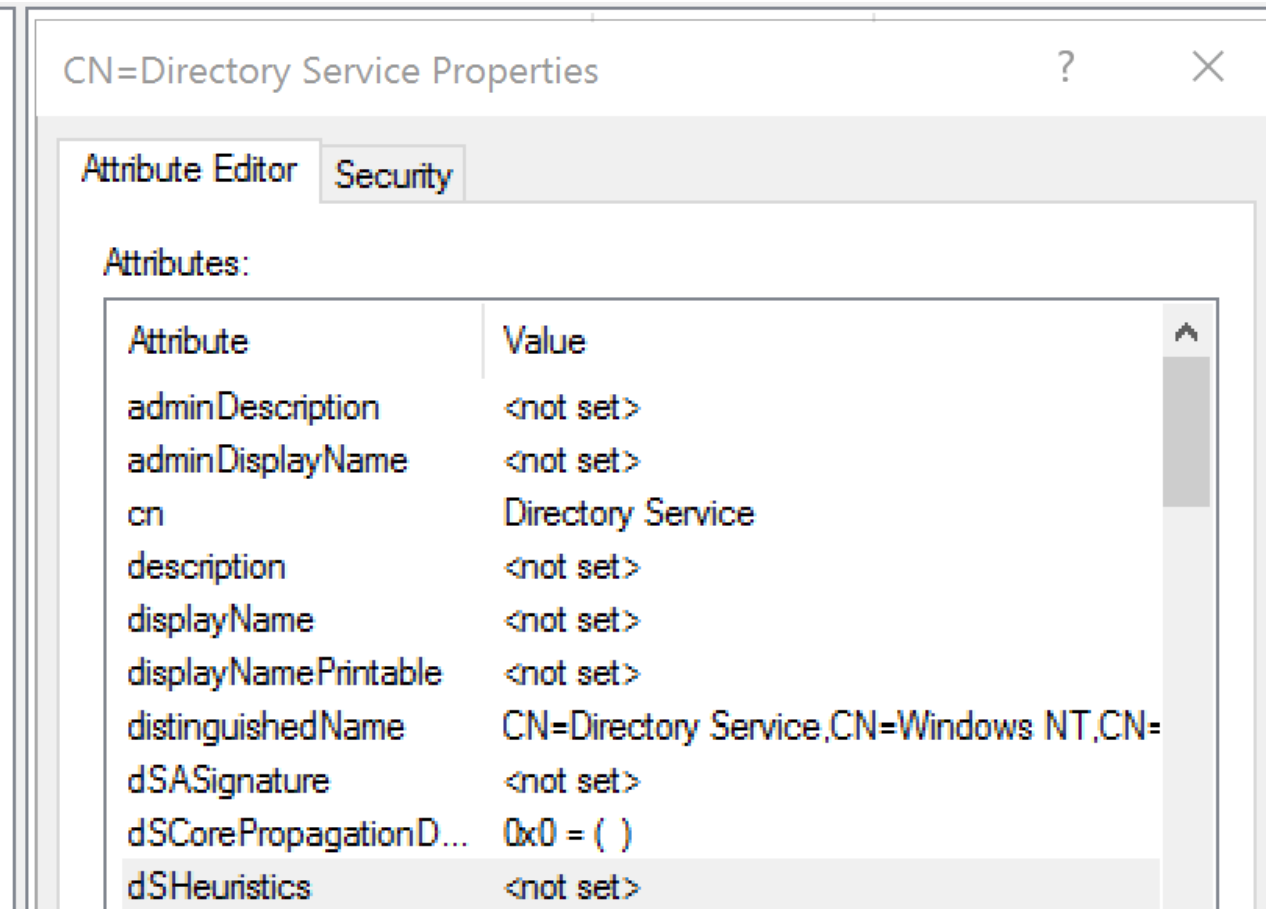 CN=Directory Service Properties ? ×
Attribute Editor Security
Attributes:
Attribute Value
adminDescription <not set>
adminDisplayName <not set>
cn Directory Service
description <not set>
displayName <not set>
displayNamePrintable <not set>
distinguishedName CN=Directory Service,CN=Windows NT,CN=
dSASignature <not set>
dSCorePropagationD... 0x0 = ( )
dSHeuristics <not set>